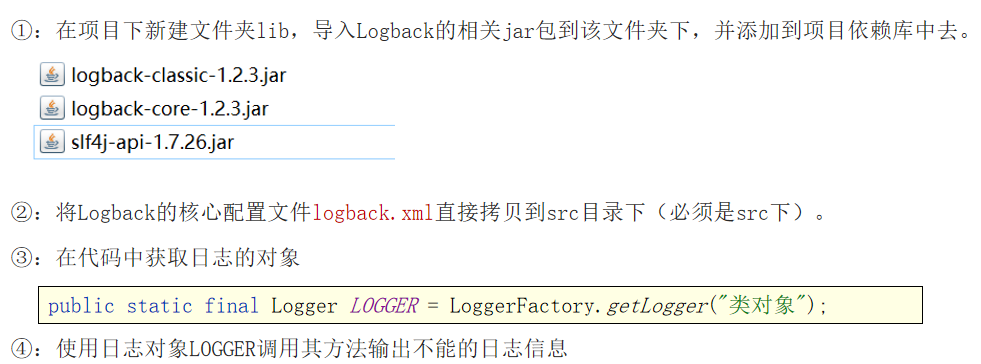 ①：在项目下新建文件夹lib，导入Logback的相关jar包到该文件夹下，并添加到项目依赖库中去。
logback-classic-1.2.3.jar
logback-core-1.2.3.jar
slf4j-api-1.7.26.jar
②：将Logback的核心配置文件logback.xml直接拷贝到src目录下（必须是src下）。
③：在代码中获取日志的对象
public static final Logger LOGGER = LoggerFactory.getLogger("类对象");
④：使用日志对象LOGGER调用其方法输出不能的日志信息